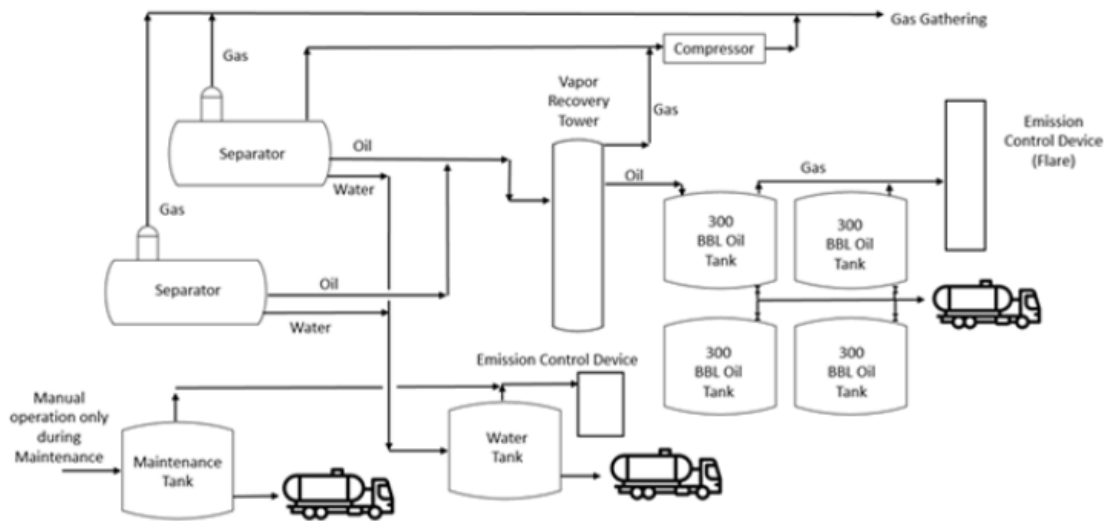 Gas Gathering
Compressor
Gas
Vapor
Recovery
Tower
Gas
Emission
Control Device
(Flare)
Separator
Oil
Water
Oil
Gas
300
BBL Oil
Tank
300
BBL Oil
Tank
Gas
Separator
Oil
Water
300
BBL Oil
Tank
300
BBL Oil
Tank
Emission Control Device
Manual
operation only
during
Maintenance
Maintenance
Tank
Water
Tank